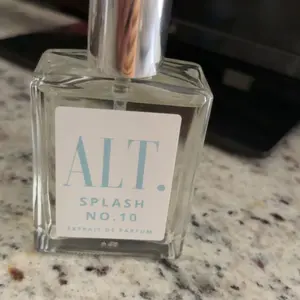 ALT.
SPLASH
NO.10
EXTRAIT DE PARFUM